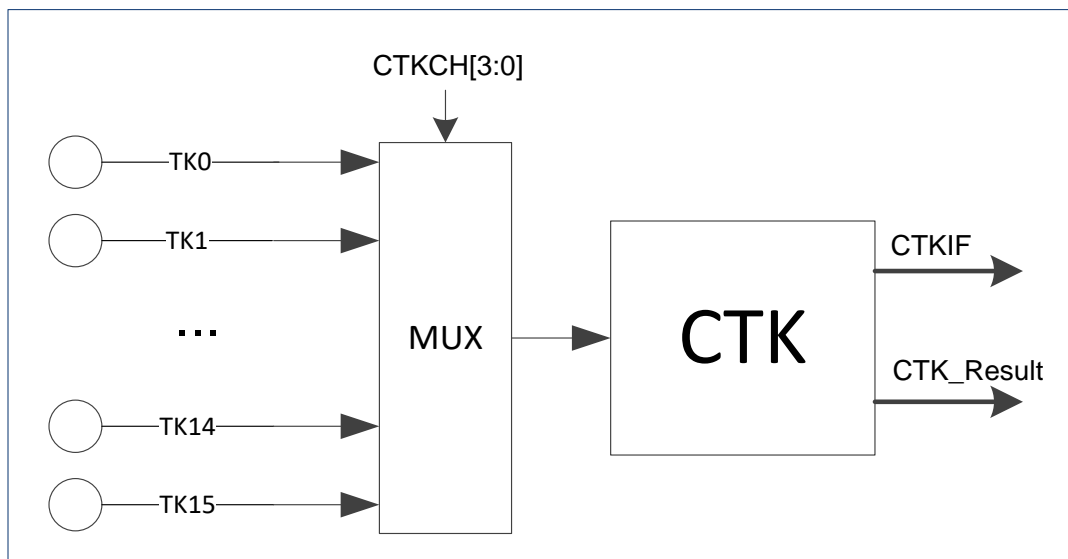 CTKCH[3:0]
TK0
TK1
CTKIF
...
MUX
CTK
CTK_Result
TK14
TK15